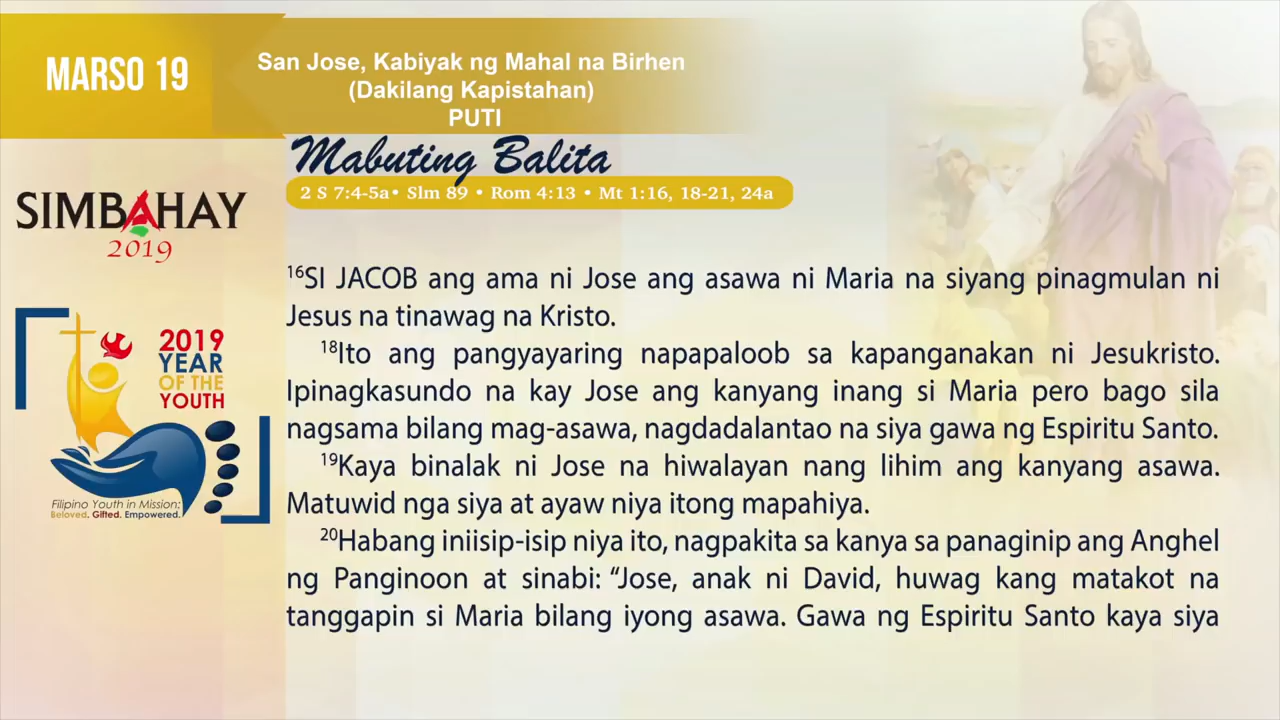 MARSO 19
San Jose, Kabiyak ng Mahal na Birhen
(Dakilang Kapistahan)
PUTI
Mabuting Balita
2 S 7:4-5a• Slm 89 • Rom 4:13 • Mt 1:16, 18-21, 24a
SIMBAHAY
2019
2019
YEAR
OF THE
YOUTH
Filipino Youth in Mission:
Beloved. Gifted. Empowered.
16SI JACOB ang ama ni Jose ang asawa ni Maria na siyang pinagmulan ni
Jesus na tinawag na Kristo.
18Ito ang pangyayaring napapaloob sa kapanganakan ni Jesukristo.
Ipinagkasundo na kay Jose ang kanyang inang si Maria pero bago sila
nagsama bilang mag-asawa, nagdadalantao na siya gawa ng Espiritu Santo.
19Kaya binalak ni Jose na hiwalayan nang lihim ang kanyang asawa.
Matuwid nga siya at ayaw niya itong mapahiya.
20Habang iniisip-isip niya ito, nagpakita sa kanya sa panaginip ang Anghel
ng Panginoon at sinabi: “Jose, anak ni David, huwag kang matakot na
tanggapin si Maria bilang iyong asawa. Gawa ng Espiritu Santo kaya siya